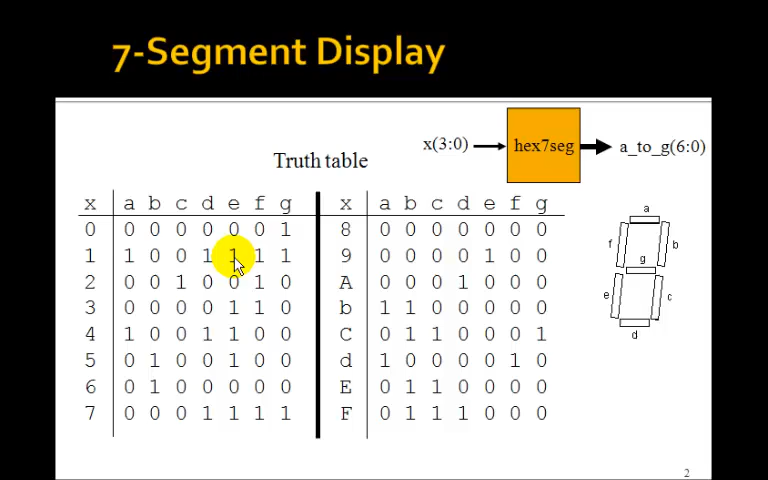 7-Segment Display
x(3:0) hex7seg a_to_g(6:0)
Truth table
x a b c d e f g x a b c d e f g
0 0 0 0 0 0 0 1 8 0 0 0 0 0 0 0
1 1 0 0 1 1 1 1 9 0 0 0 0 1 0 0
2 0 0 1 0 0 1 0 A 0 0 0 1 0 0 0
3 0 0 0 0 1 1 0 b 1 1 0 0 0 0 0
4 1 0 0 1 1 0 0 C 0 1 1 0 0 0 1
5 0 1 0 0 1 0 0 d 1 0 0 0 0 1 0
6 0 1 0 0 0 0 0 E 0 1 1 0 0 0 0
7 0 0 0 1 1 1 1 F 0 1 1 1 0 0 0
a
f b
g
e c
d
2